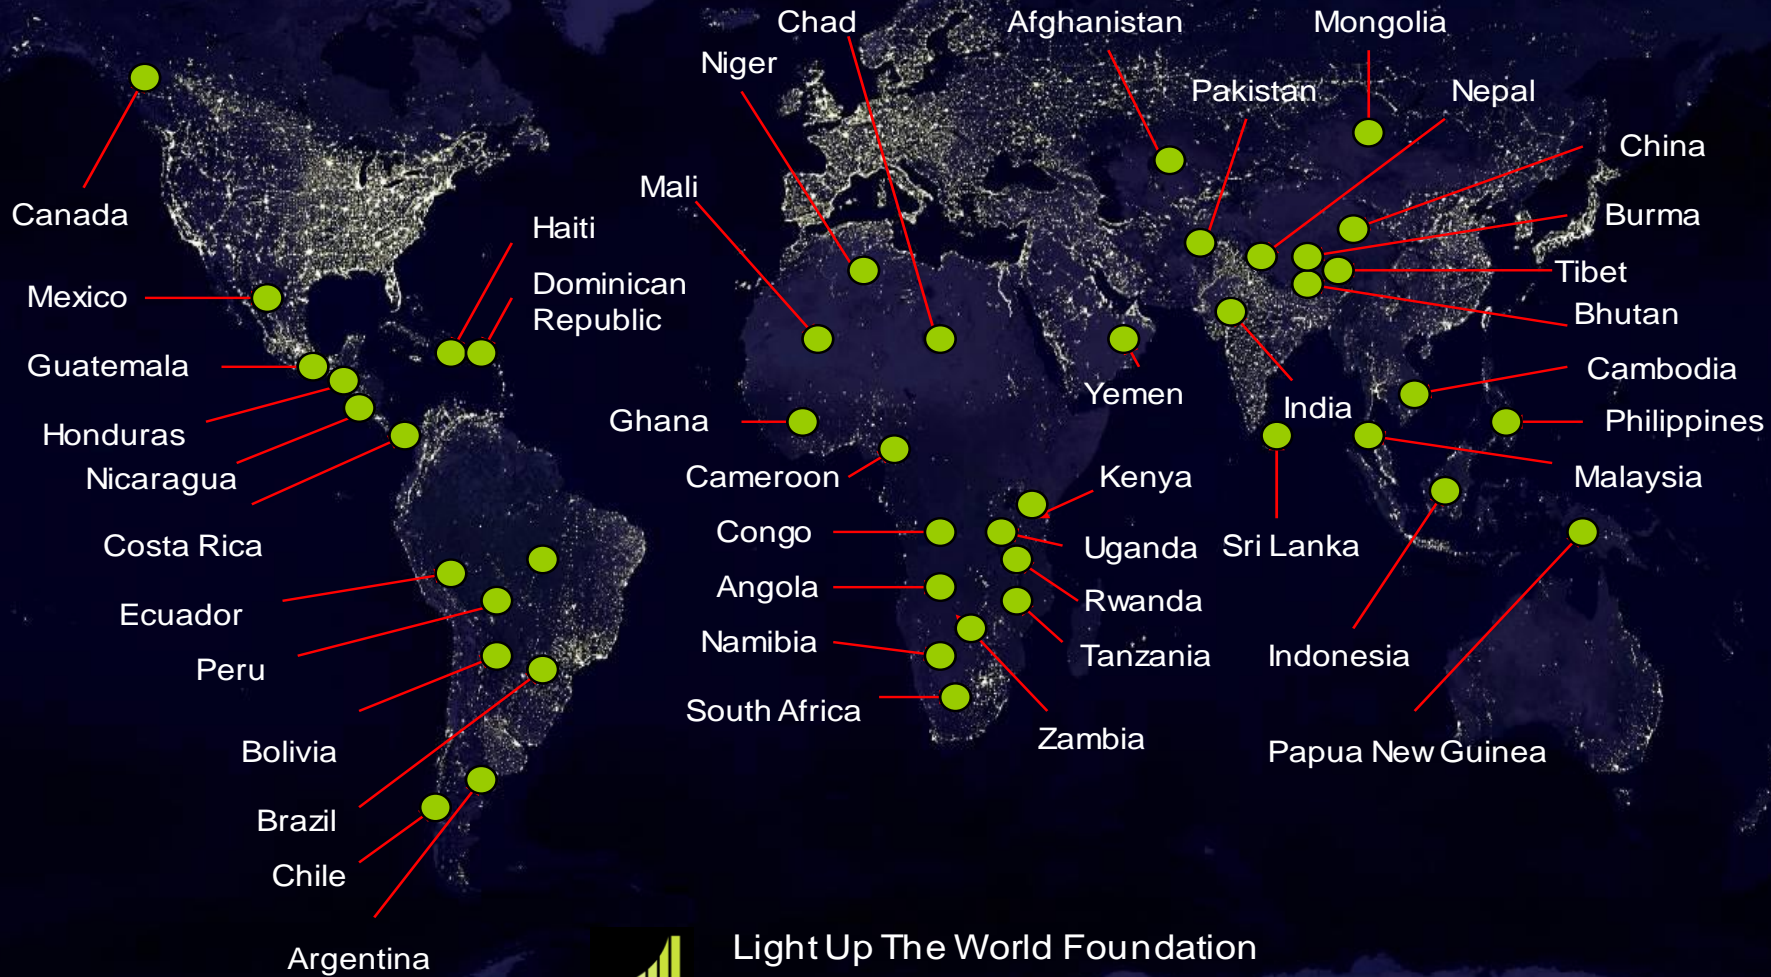 Chad
Afghanistan
Mongolia
Niger
Pakistan
Nepal
China
Mali
Canada
Haiti
Burma
Dominican
Republic
Tibet
Mexico
Bhutan
Guatemala
Yemen
Cambodia
India
Ghana
Philippines
Honduras
Nicaragua
Cameroon
Kenya
Malaysia
Costa Rica
Congo
Uganda
Sri Lanka
Angola
Rwanda
Ecuador
Namibia
Tanzania
Indonesia
Peru
South Africa
Zambia
Papua New Guinea
Bolivia
Brazil
Chile
Argentina
Light Up The World Foundation